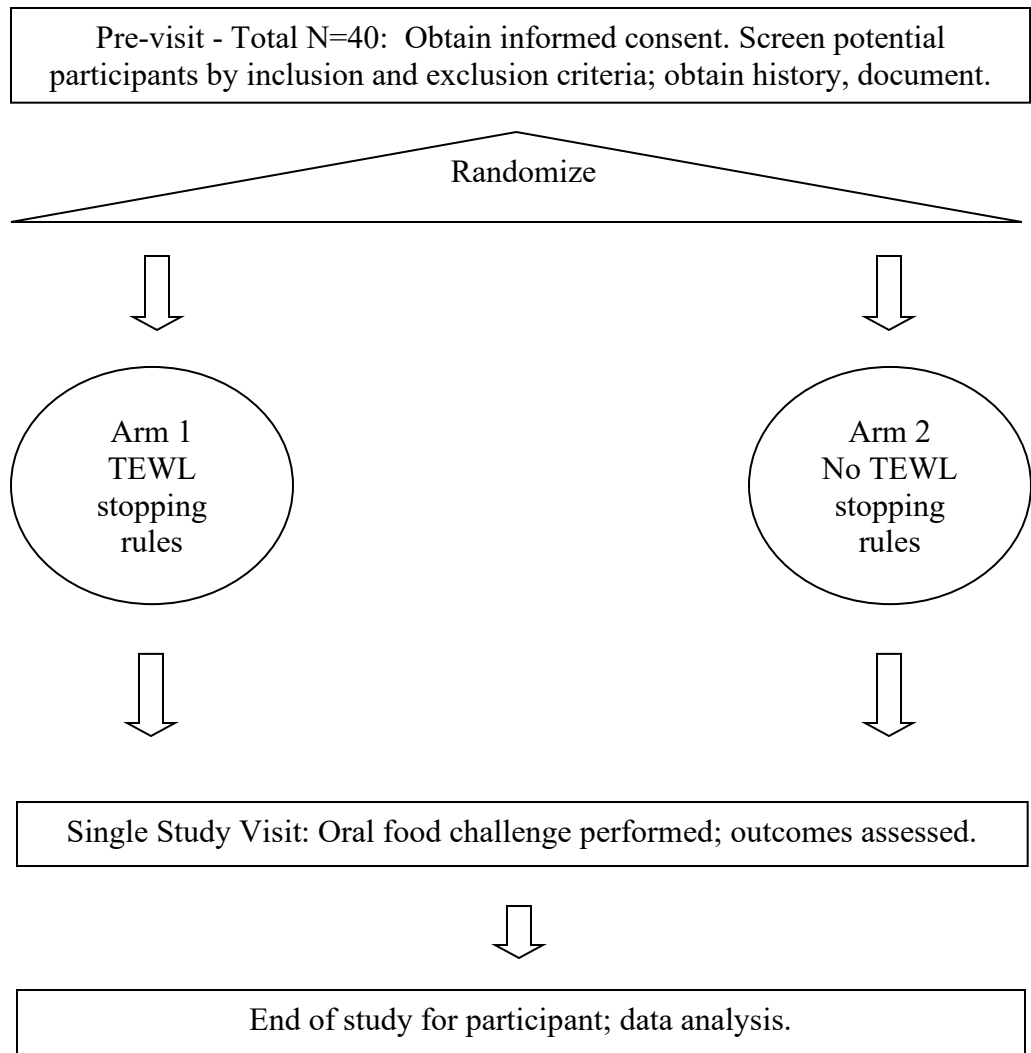 Pre-visit - Total N=40: Obtain informed consent. Screen potential
participants by inclusion and exclusion criteria; obtain history, document.
Randomize
Arm 1
TEWL
stopping
rules
Arm 2
No TEWL
stopping
rules
Single Study Visit: Oral food challenge performed; outcomes assessed.
End of study for participant; data analysis.